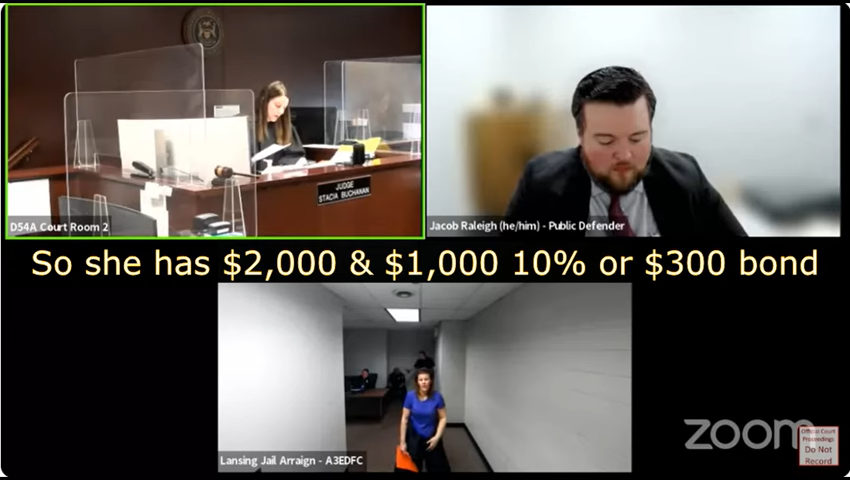 JUDGE
STACIA BUCHANAN
D54A Court Room 2
Jacob Raleigh (he/him) - Public Defender
So she has $2,000 & $1,000 10% or $300 bond
Lansing Jail Arraign - A3EDFC
zoom
Official Court
Proceedings
Do Not
Record